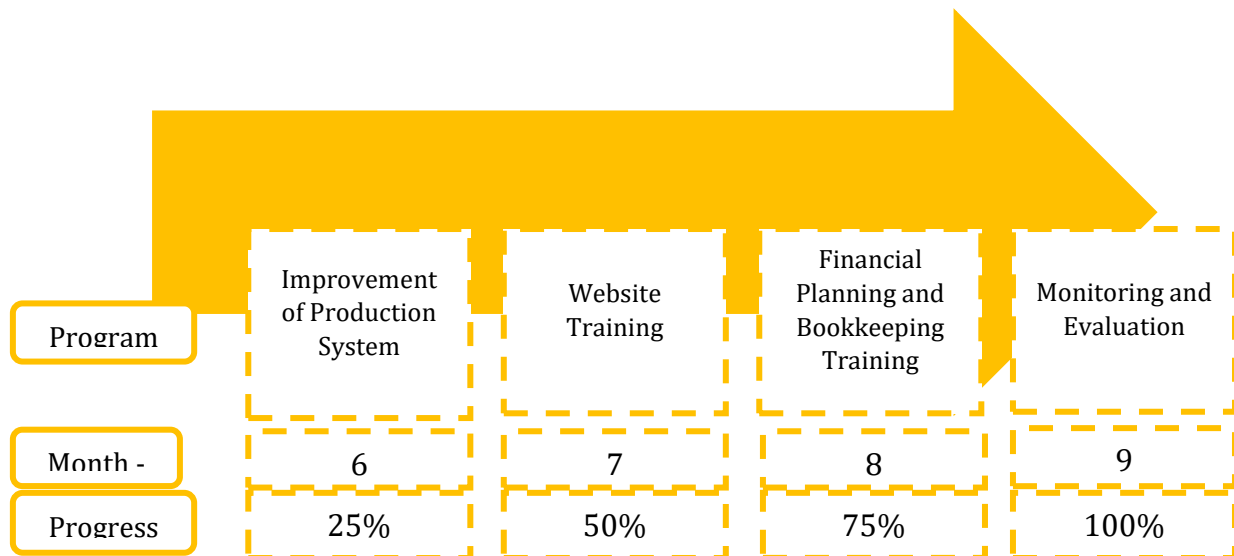 Program
Improvement
of Production
System
Website
Training
Financial
Planning and
Bookkeeping
Training
Monitoring and
Evaluation
Month -
6
7
8
9
Progress
25%
50%
75%
100%